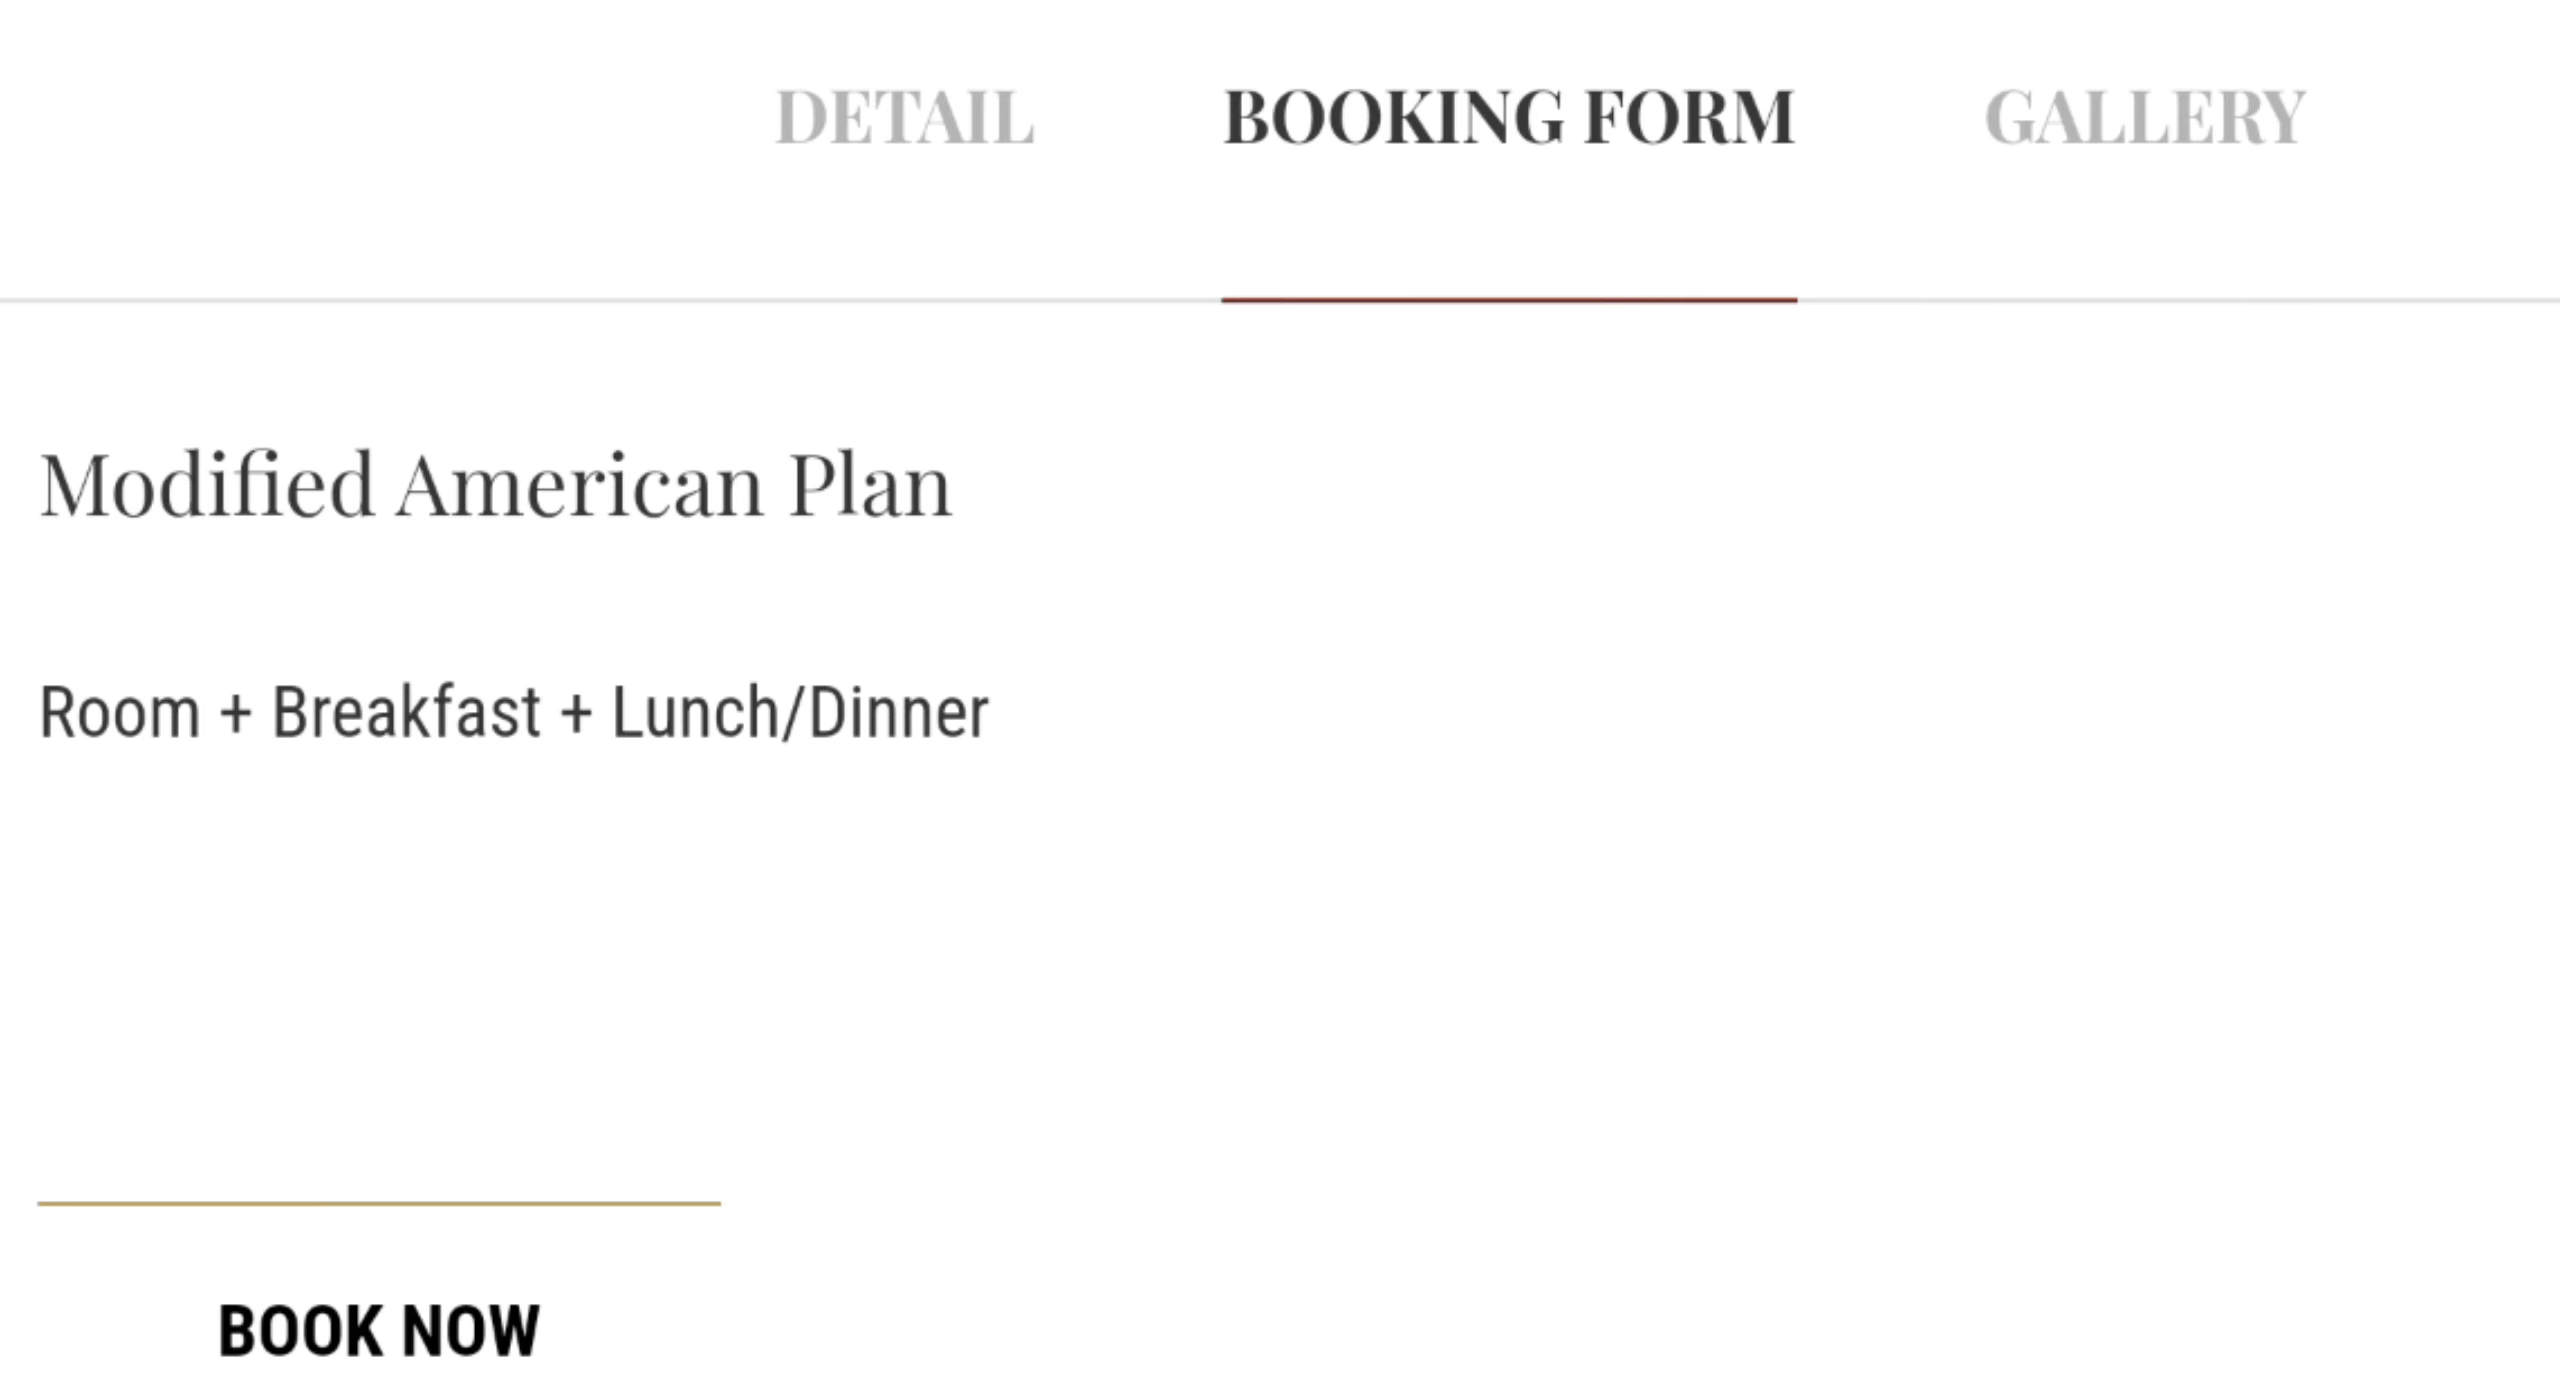 DETAIL BOOKING FORM GALLERY
Modified American Plan
Room + Breakfast + Lunch/Dinner
BOOK NOW